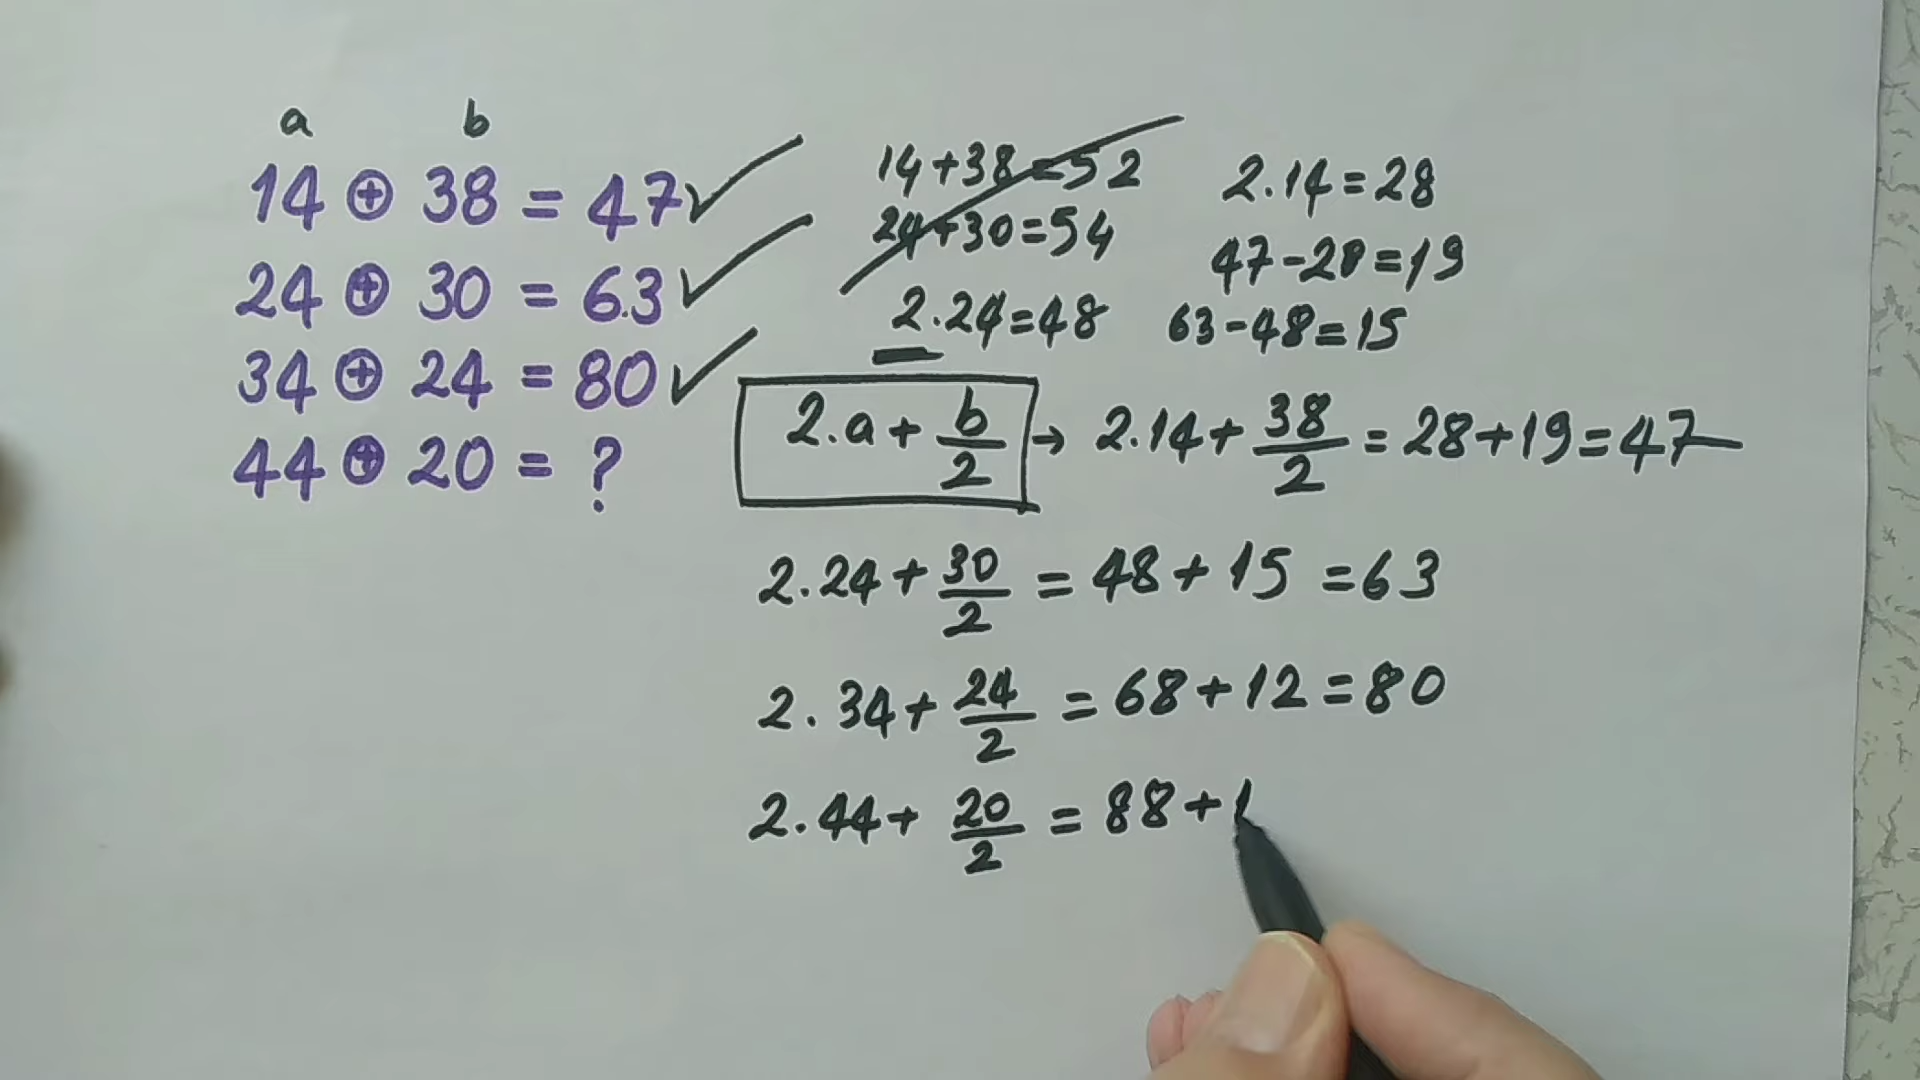 a b
14 ⊕ 38 = 47 ✓
24 ⊕ 30 = 63 ✓
34 ⊕ 24 = 80 ✓
44 ⊕ 20 = ?
14+38=52
24+30=54
2.24=48
2.14=28
47-28=19
63-48=15
2.a + b/2 → 2.14 + 38/2 = 28+19=47
2.24 + 30/2 = 48 + 15 = 63
2.34 + 24/2 = 68 + 12 = 80
2.44 + 20/2 = 88 + 1